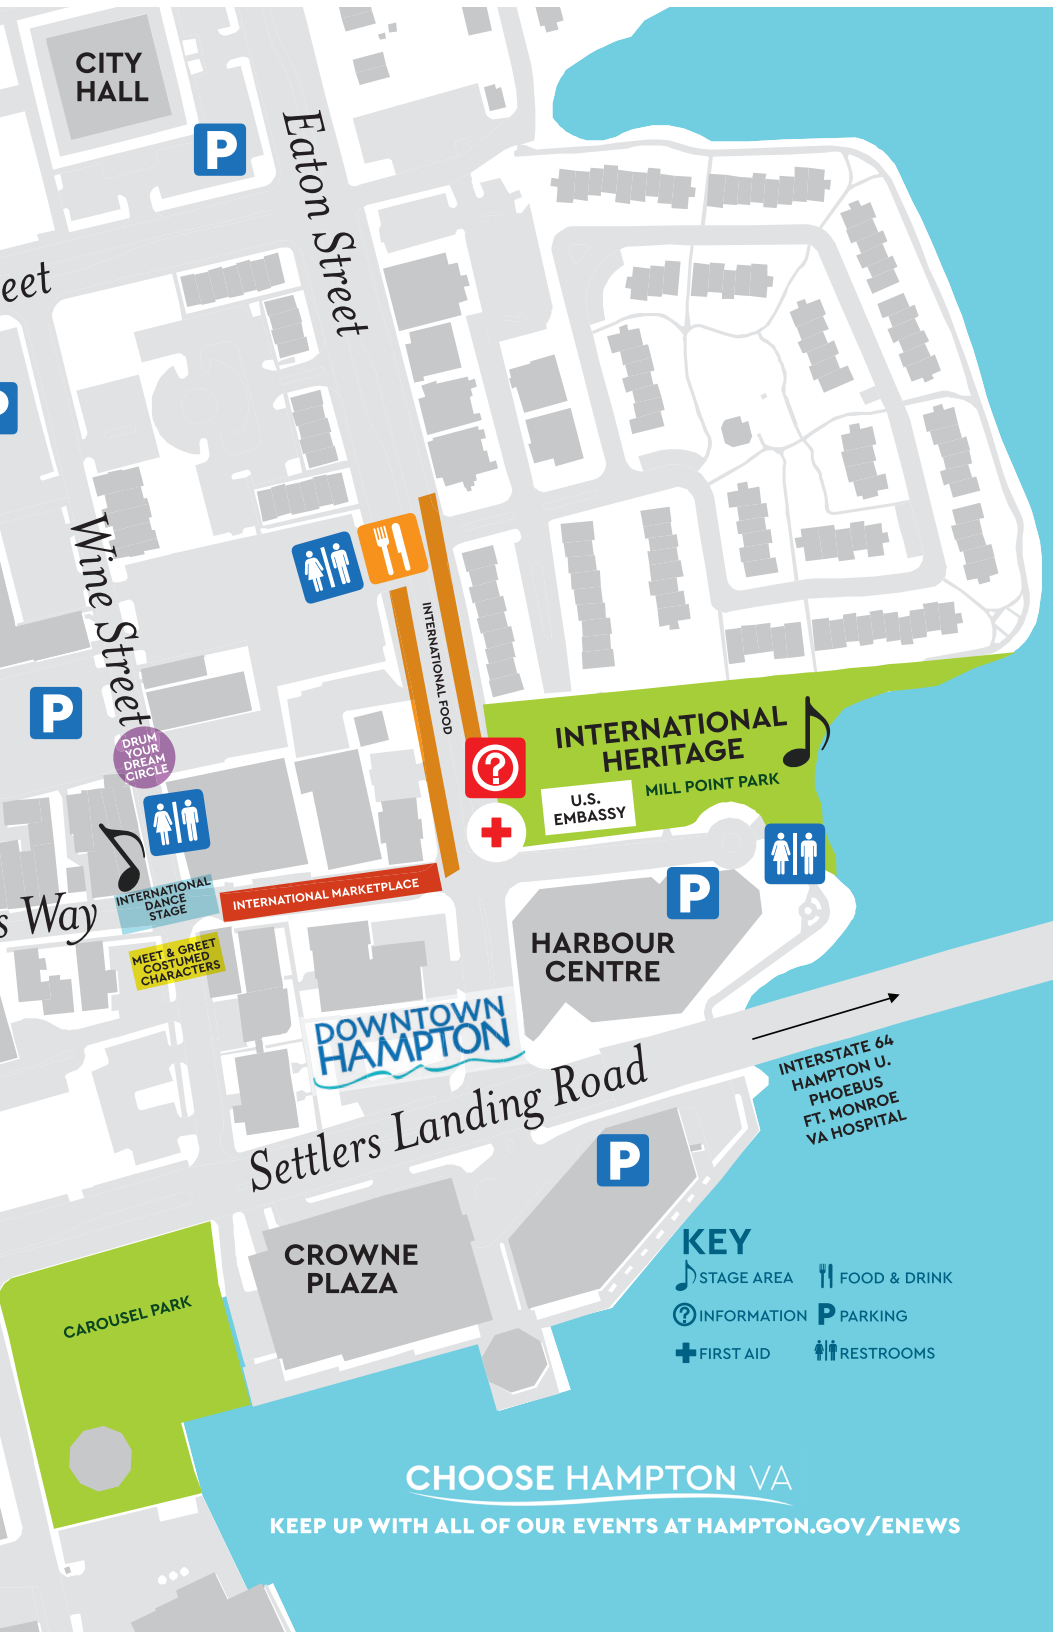 CITY
HALL
P
Eaton Street
eet
Wine Street
INTERNATIONAL FOOD
P
DRUM
YOUR
DREAM
CIRCLE
INTERNATIONAL
HERITAGE
MILL POINT PARK
U.S.
EMBASSY
?
P
s Way
INTERNATIONAL
DANCE
STAGE
INTERNATIONAL MARKETPLACE
MEET & GREET
COSTUMED
CHARACTERS
HARBOUR
CENTRE
DOWNTOWN
HAMPTON
Settlers Landing Road
INTERSTATE 64
HAMPTON U.
PHOEBUS
FT. MONROE
VA HOSPITAL
P
CROWNE
PLAZA
CAROUSEL PARK
KEY
STAGE AREA
FOOD & DRINK
? INFORMATION
P PARKING
FIRST AID
RESTROOMS
CHOOSE HAMPTON VA
KEEP UP WITH ALL OF OUR EVENTS AT HAMPTON.GOV/ENEWS